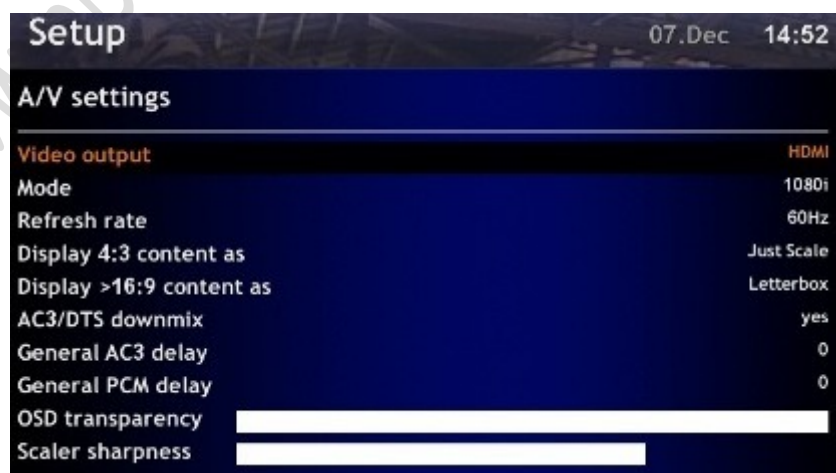 Setup 07.Dec 14:52
A/V settings
Video output HDMI
Mode 1080i
Refresh rate 60Hz
Display 4:3 content as Just Scale
Display >16:9 content as Letterbox
AC3/DTS downmix yes
General AC3 delay 0
General PCM delay 0
OSD transparency
Scaler sharpness